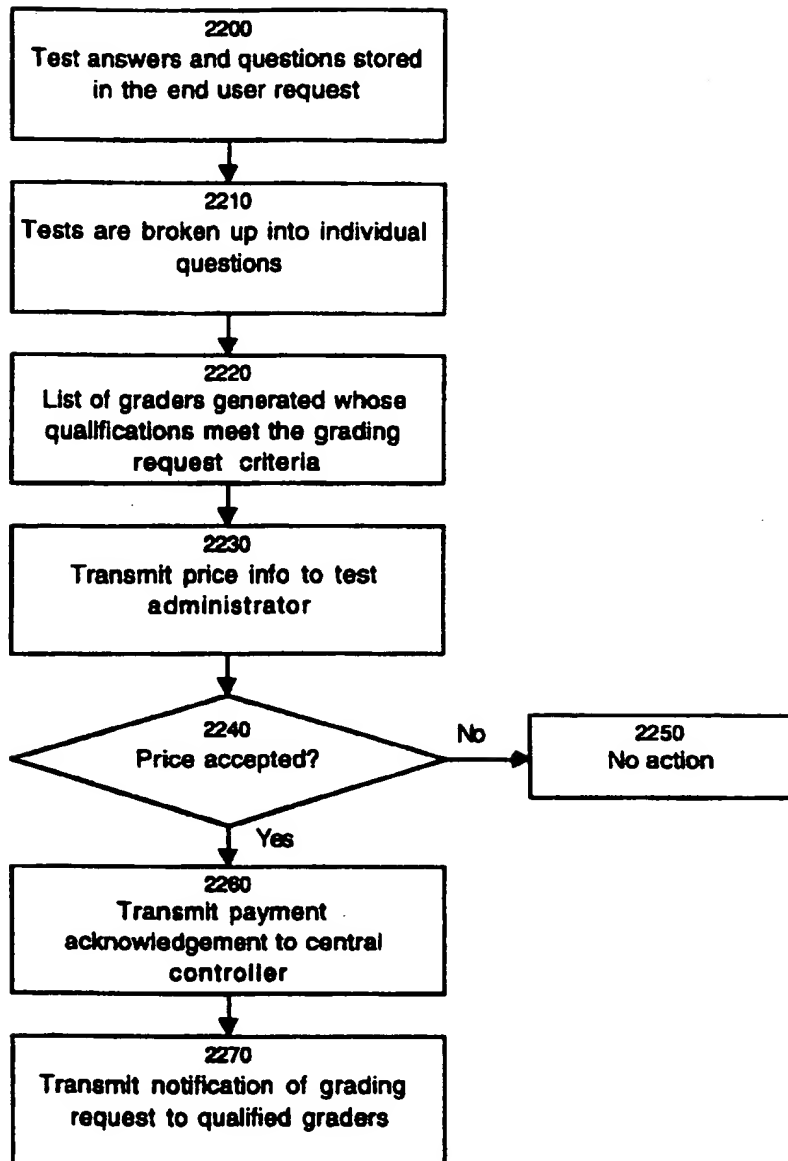 2200
Test answers and questions stored
in the end user request
2210
Tests are broken up into individual
questions
2220
List of graders generated whose
qualifications meet the grading
request criteria
2230
Transmit price info to test
administrator
2240
Price accepted?
No
2250
No action
Yes
2260
Transmit payment
acknowledgement to central
controller
2270
Transmit notification of grading
request to qualified graders